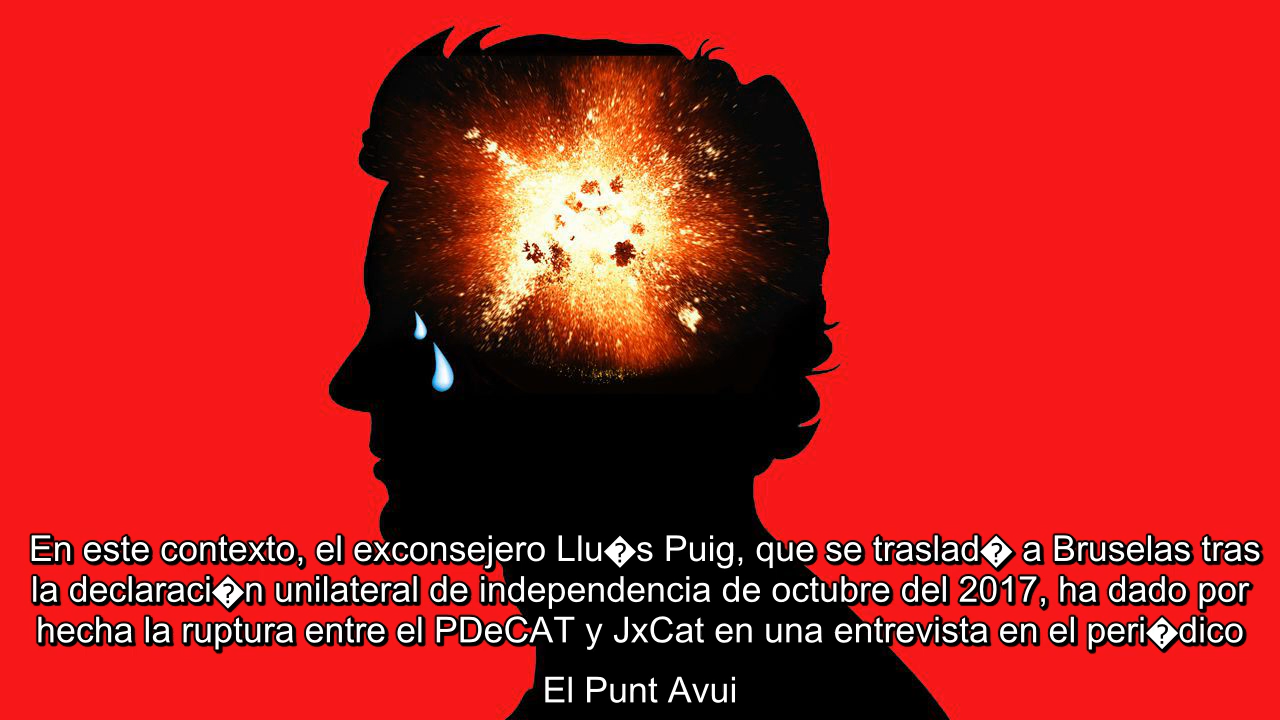 En este contexto, el exconsejero Llu�s Puig, que se traslad� a Bruselas tras
la declaraci�n unilateral de independencia de octubre del 2017, ha dado por
hecha la ruptura entre el PDeCAT y JxCat en una entrevista en el peri�dico
El Punt Avui